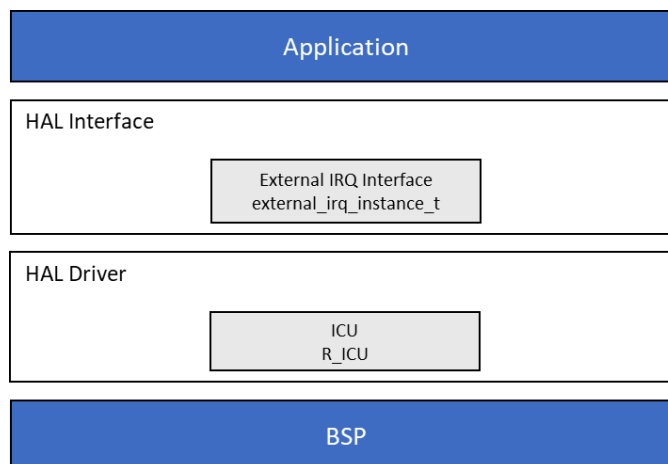 Application
HAL Interface
External IRQ Interface
external_irq_instance_t
HAL Driver
ICU
R_ICU
BSP